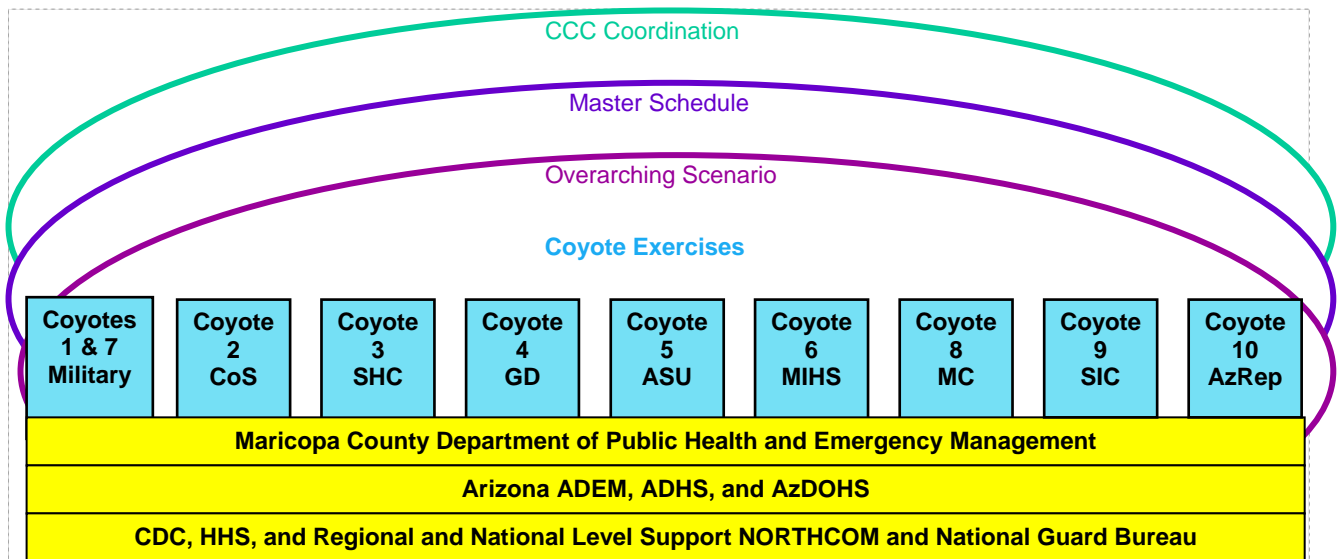 CCC Coordination
Master Schedule
Overarching Scenario
Coyote Exercises
Coyotes
1 & 7
Military
Coyote
2
CoS
Coyote
3
SHC
Coyote
4
GD
Coyote
5
ASU
Coyote
6
MIHS
Coyote
8
MC
Coyote
9
SIC
Coyote
10
AzRep
Maricopa County Department of Public Health and Emergency Management
Arizona ADEM, ADHS, and AzDOHS
CDC, HHS, and Regional and National Level Support NORTHCOM and National Guard Bureau